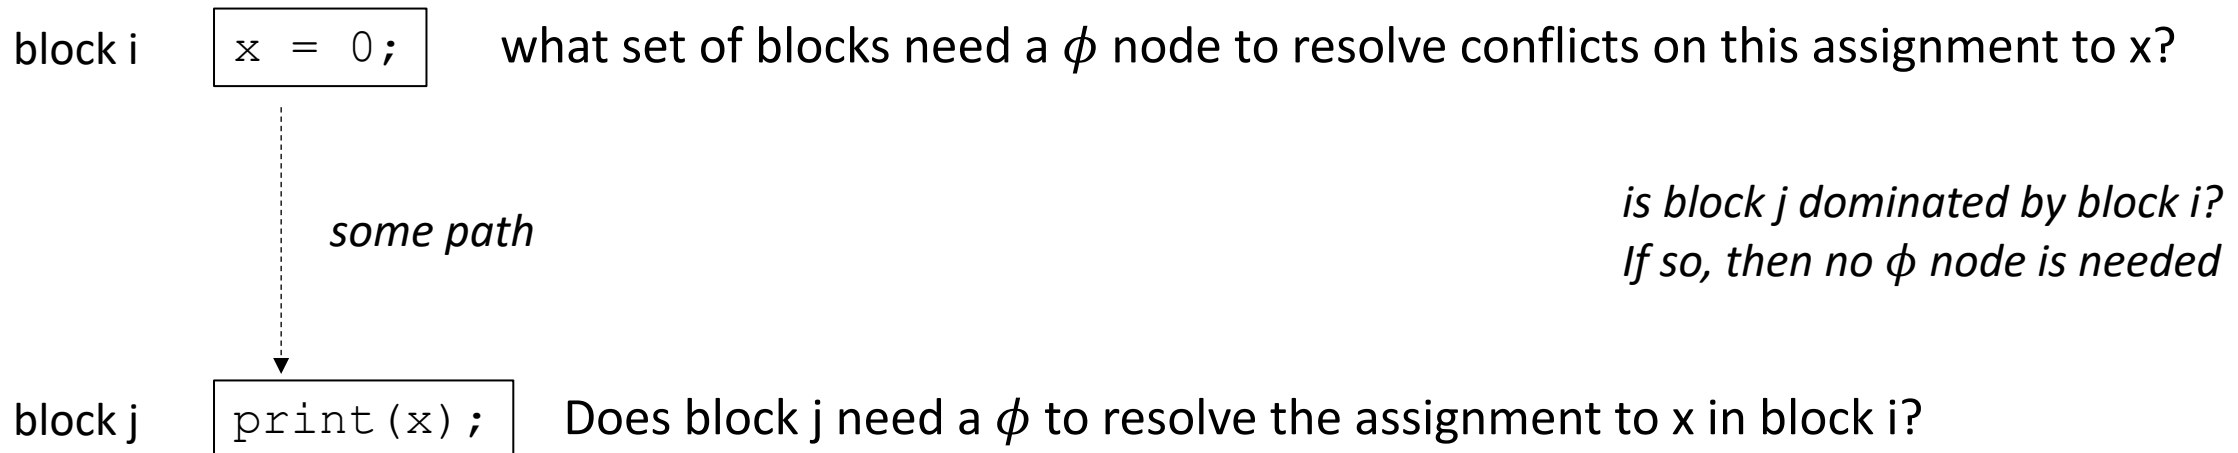 block i
x = 0;
what set of blocks need a ϕ node to resolve conflicts on this assignment to x?
some path
is block j dominated by block i?
If so, then no ϕ node is needed
block j
print(x);
Does block j need a ϕ to resolve the assignment to x in block i?